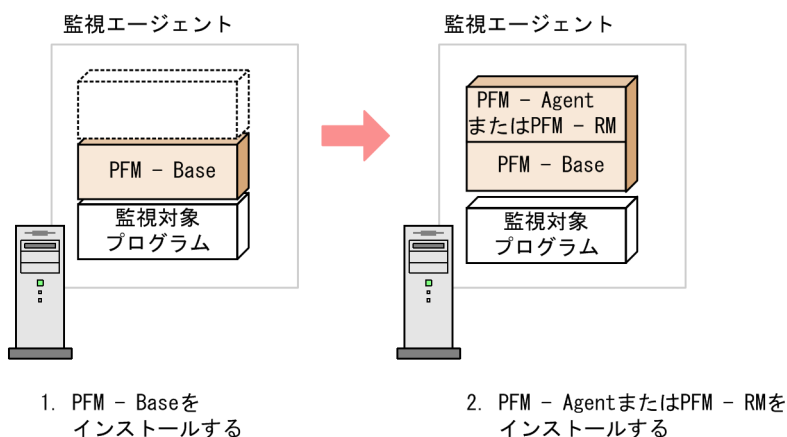 監視エージェント
PFM - Base
監視対象
プログラム
監視エージェント
PFM - Agent
またはPFM - RM
PFM - Base
監視対象
プログラム
1. PFM - Baseを
インストールする
2. PFM - AgentまたはPFM - RMを
インストールする